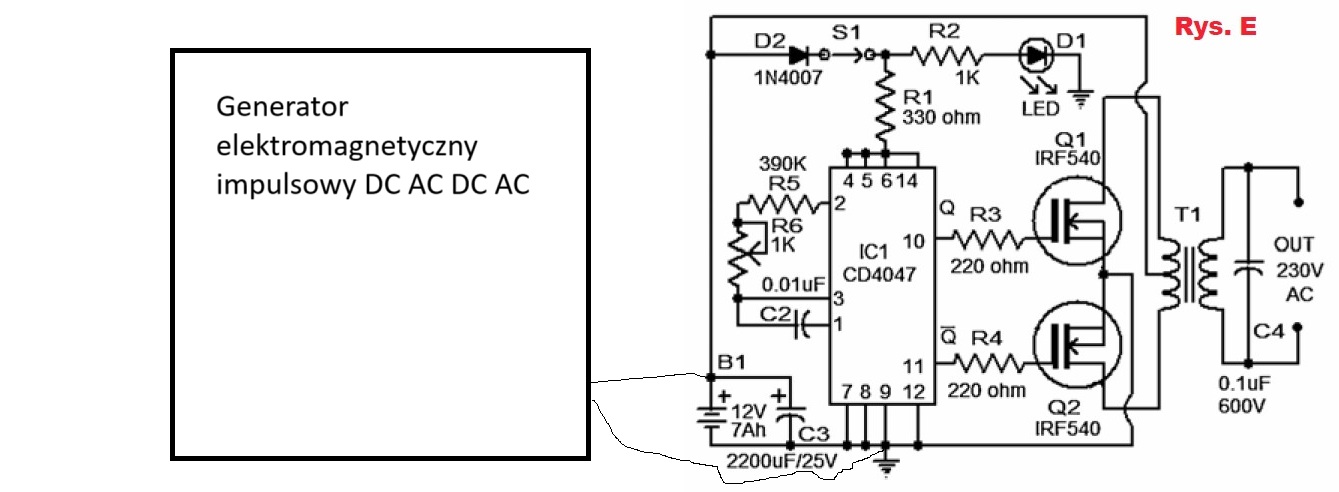 Rys. E
Generator
elektromagnetyczny
impulsowy DC AC DC AC
D2
S1
R2
D1
1N4007
1K
LED
R1
330 ohm
Q1
IRF540
390K
R5
4 5 6 14
2
R6
1K
Q
R3
10
IC1
CD4047
220 ohm
T1
OUT
230V
AC
0.01uF
3
C2
1
Q̅
R4
11
220 ohm
C4
B1
+
+
12V
7Ah
7 8 9 12
C3
2200uF/25V
Q2
IRF540
0.1uF
600V